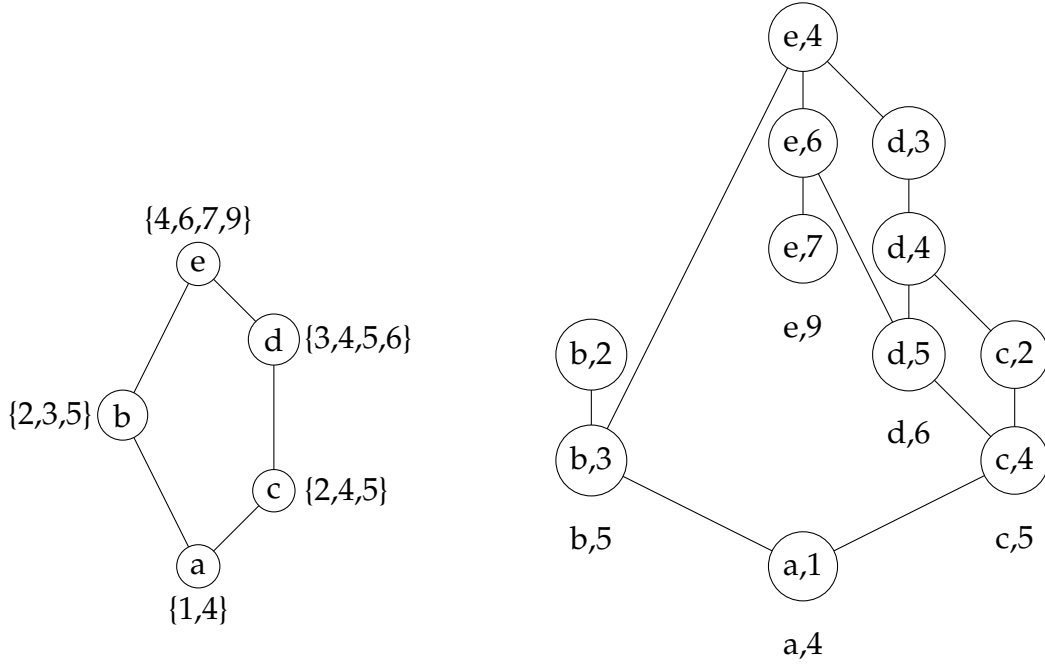 {4,6,7,9}
e
d {3,4,5,6}
{2,3,5} b
c {2,4,5}
a
{1,4}
e,4
e,6 d,3
e,7 d,4
e,9
b,2 d,5 c,2
d,6
b,3 c,4
b,5 c,5
a,1
a,4